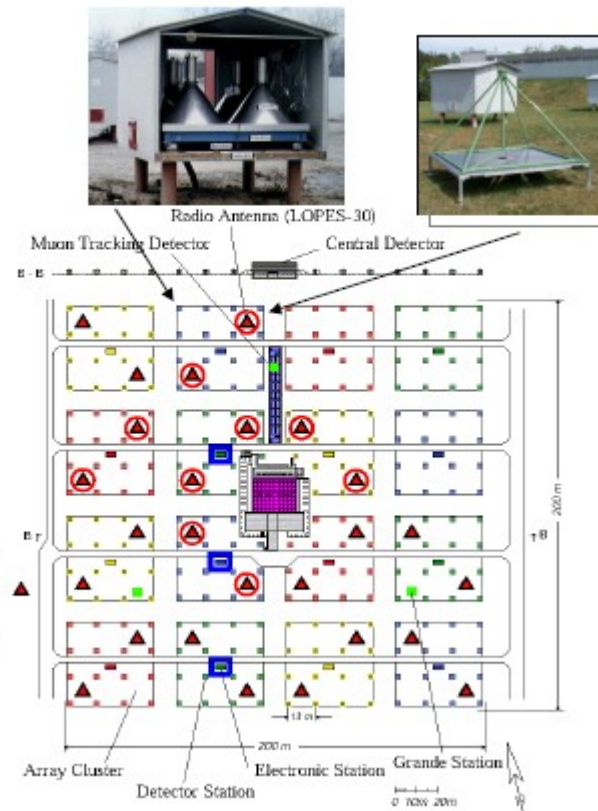 Radio Antenna (LOPES-30)
Muon Tracking Detector
Central Detector
B - B
200 m
B
B
13 m
200 m
Array Cluster
Electronic Station
Grande Station
Detector Station
0 10m 20m